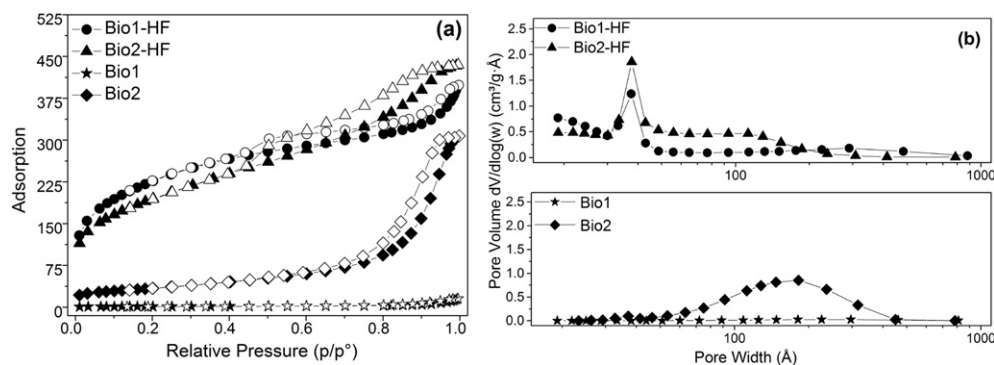 525
450
375
300
225
150
75
0
Adsorption
Bio1-HF
Bio2-HF
Bio1
Bio2
(a)
0.0 0.2 0.4 0.6 0.8 1.0
Relative Pressure (p/p°)
Pore Volume dV/dlog(w) (cm³/g·Å)
2.5
2.0
1.5
1.0
0.5
0.0
Bio1-HF
Bio2-HF
(b)
100 1000
2.0
1.5
1.0
0.5
0.0
Bio1
Bio2
100 1000
Pore Width (Å)